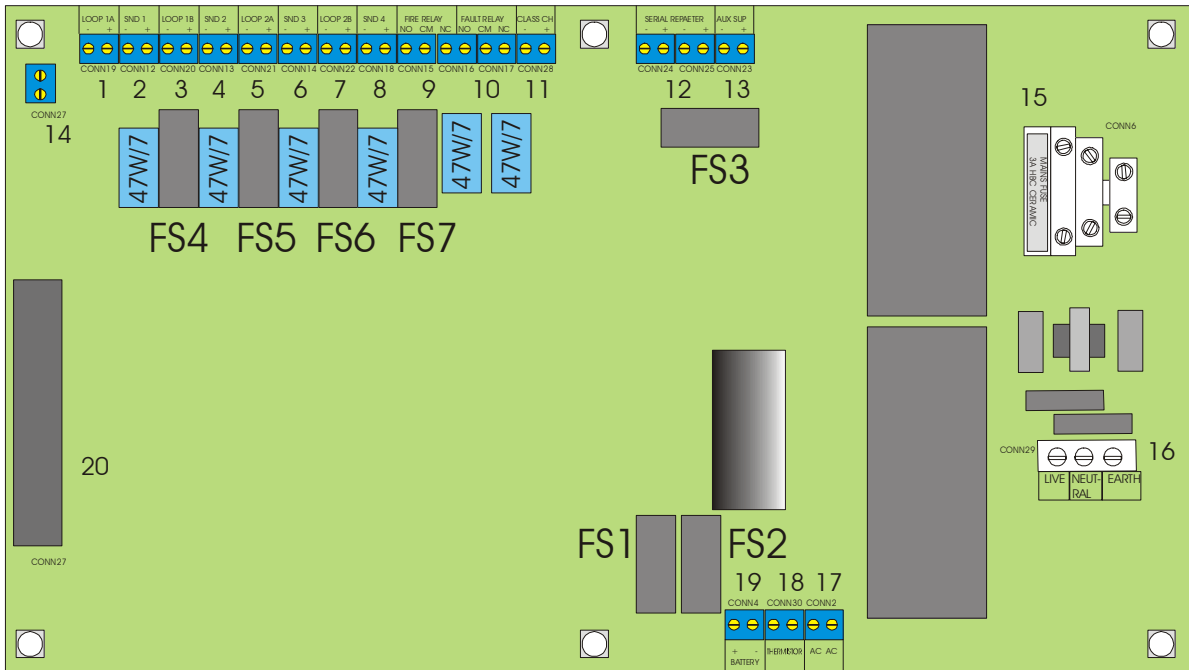 LOOP 1A SND 1 LOOP 1B SND 2 LOOP 2A SND 3 LOOP 2B SND 4 FIRE RELAY FAULT RELAY CLASS CH SERIAL REPAETER AUX SUP
- + - + - + - + - + - + - + - + NO CM NC NO CM NC - + - + - + - +
CONN19 CONN12 CONN20 CONN13 CONN21 CONN14 CONN22 CONN18 CONN15 CONN16 CONN17 CONN28 CONN24 CONN25 CONN23
1 2 3 4 5 6 7 8 9 10 11 12 13
CONN27
14
15
CONN6
47W/7 47W/7 47W/7 47W/7 47W/7 47W/7
MAINS FUSE
3A HBC CERAMIC
FS3
FS4 FS5 FS6 FS7
20
CONN27
CONN29
16
LIVE NEUT-RAL EARTH
FS1 FS2
19 18 17
CONN4 CONN30 CONN2
+ - THERMISTOR AC AC
BATTERY